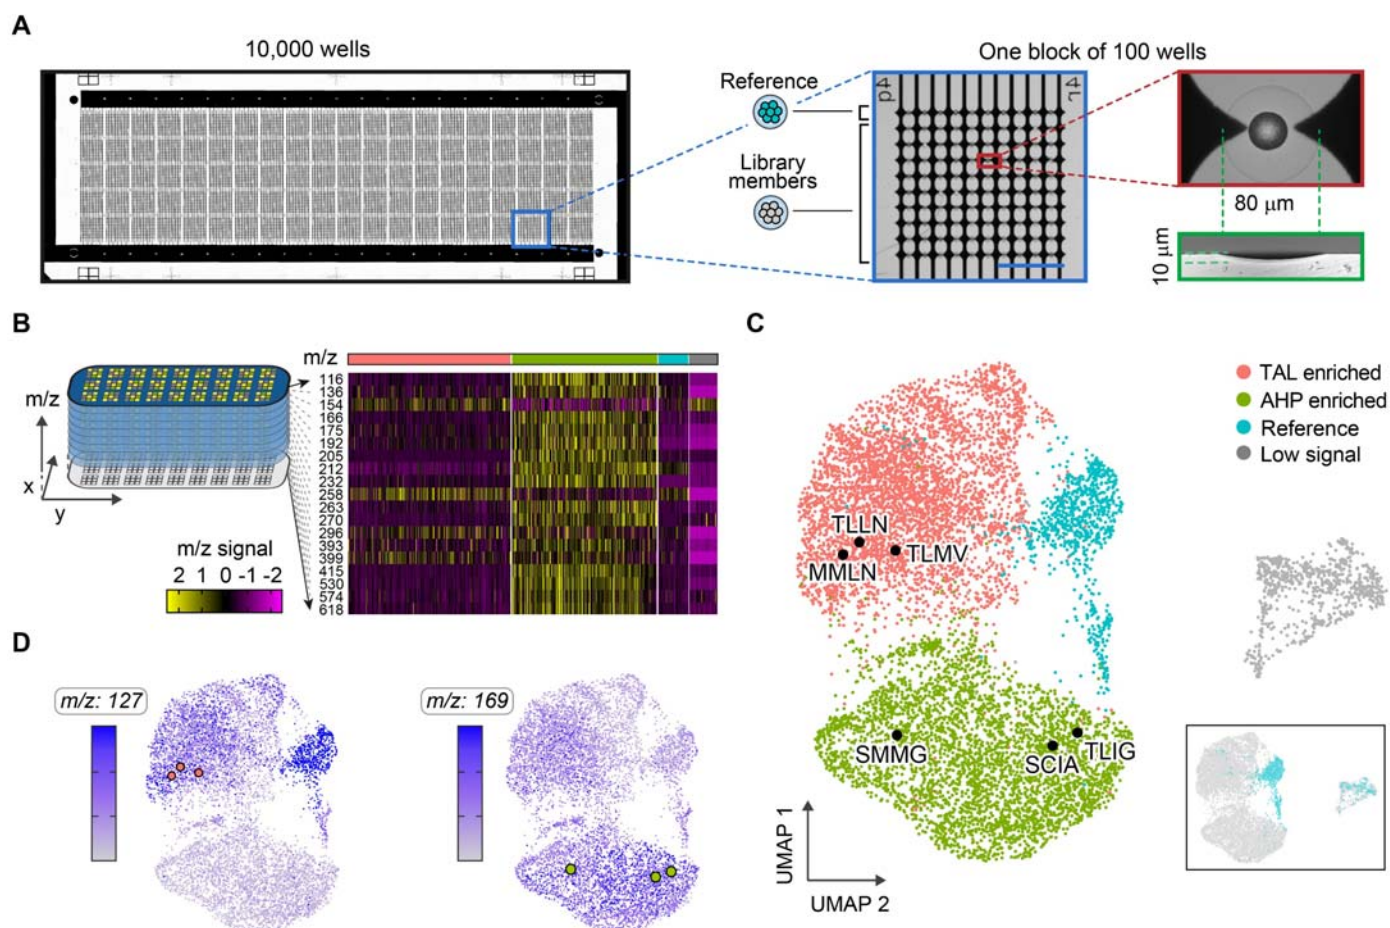 A
10,000 wells
One block of 100 wells
Reference
Library
members
80 μm
10 μm
B
m/z
m/z
x
y
m/z signal
2 1 0 -1 -2
116
136
154
166
175
192
205
212
232
258
263
270
296
393
399
415
530
574
618
C
TAL enriched
AHP enriched
Reference
Low signal
TLLN
TLMV
MMLN
SMMG
SCIA
TLIG
UMAP 1
UMAP 2
D
m/z: 127
m/z: 169